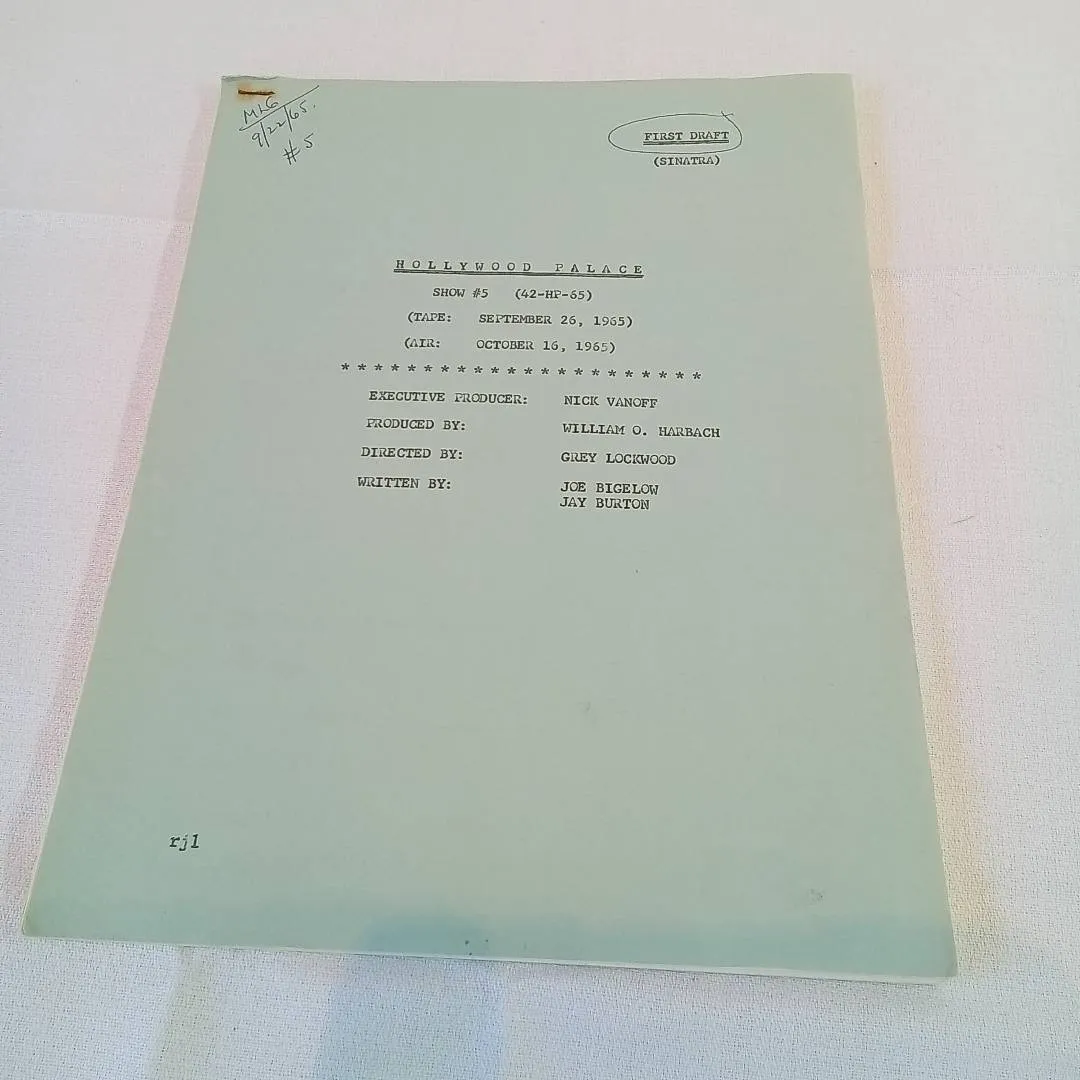 MLG
9/22/65.
#5
FIRST DRAFT
(SINATRA)
HOLLYWOOD PALACE
SHOW #5 (42-HP-65)
(TAPE: SEPTEMBER 26, 1965)
(AIR: OCTOBER 16, 1965)
* * * * * * * * * * * * * * * * * * * * * *
EXECUTIVE PRODUCER: NICK VANOFF
PRODUCED BY: WILLIAM O. HARBACH
DIRECTED BY: GREY LOCKWOOD
WRITTEN BY: JOE BIGELOW
JAY BURTON
rjl